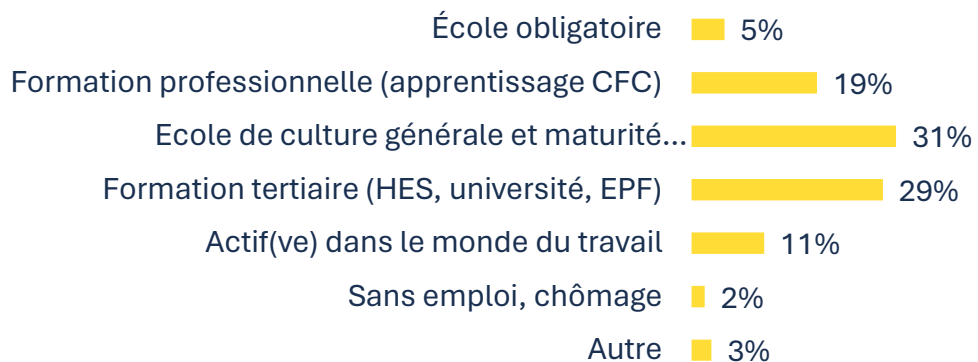 École obligatoire 5%
Formation professionnelle (apprentissage CFC) 19%
Ecole de culture générale et maturité... 31%
Formation tertiaire (HES, université, EPF) 29%
Actif(ve) dans le monde du travail 11%
Sans emploi, chômage 2%
Autre 3%